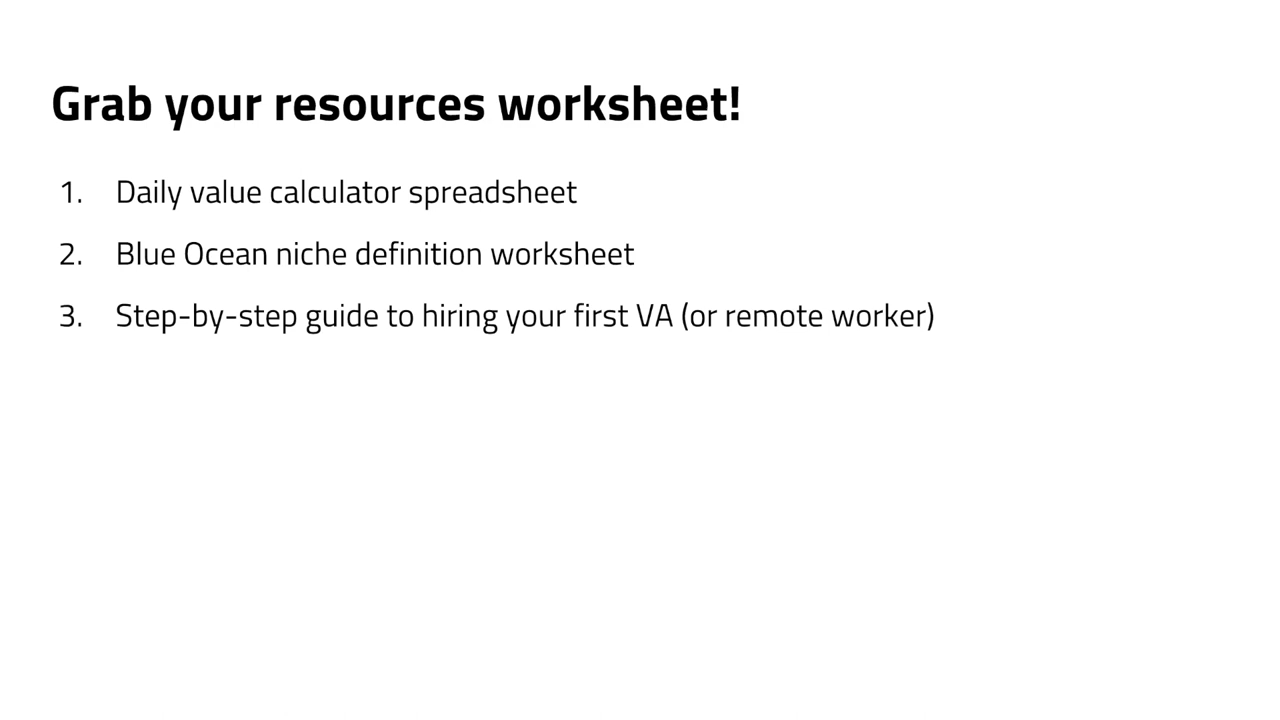 Grab your resources worksheet!
1. Daily value calculator spreadsheet
2. Blue Ocean niche definition worksheet
3. Step-by-step guide to hiring your first VA (or remote worker)